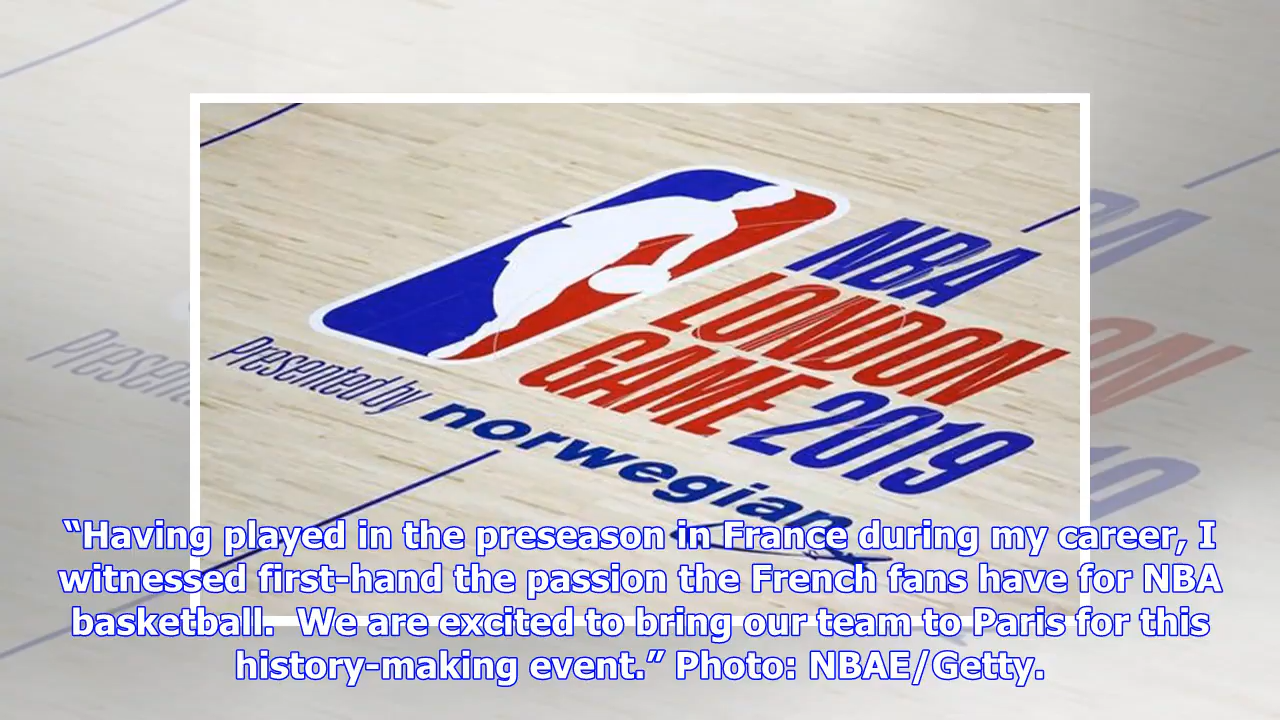 NBA
LONDON
GAME 2019
Presented by norwegian
“Having played in the preseason in France during my career, I
witnessed first-hand the passion the French fans have for NBA
basketball.  We are excited to bring our team to Paris for this
history-making event.” Photo: NBAE/Getty.